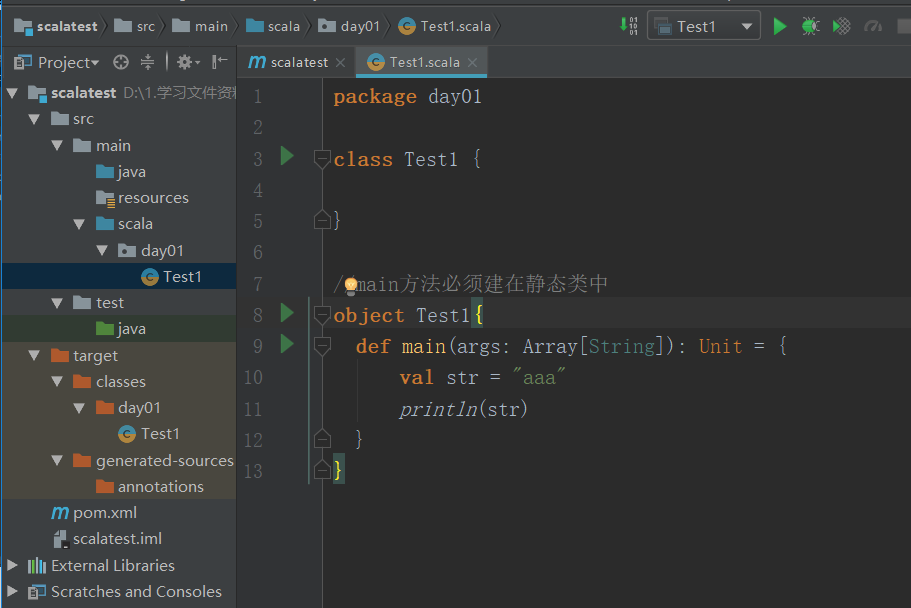 scalatest src main scala day01 Test1.scala Test1
Project
scalatest Test1.scala
scalatest D:\1.学习文件资料
src
main
java
resources
scala
day01
Test1
test
java
target
classes
day01
Test1
generated-sources
annotations
pom.xml
scalatest.iml
External Libraries
Scratches and Consoles
1 package day01
2
3 class Test1 {
4
5 }
6
7 //main方法必须建在静态类中
8 object Test1{
9 def main(args: Array[String]): Unit = {
10 val str = "aaa"
11 println(str)
12 }
13 }